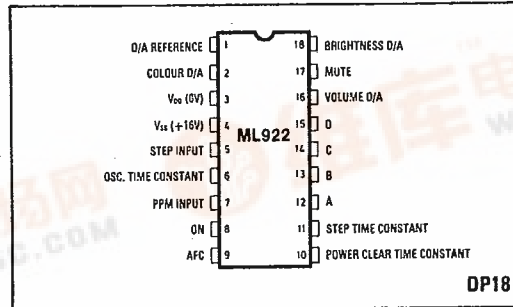 D/A REFERENCE 1
COLOUR D/A 2
V_DD (0V) 3
V_SS (+16V) 4
STEP INPUT 5
OSC. TIME CONSTANT 6
PPM INPUT 7
ON 8
AFC 9
ML922
18 BRIGHTNESS D/A
17 MUTE
16 VOLUME D/A
15 D
14 C
13 B
12 A
11 STEP TIME CONSTANT
10 POWER CLEAR TIME CONSTANT
DP18